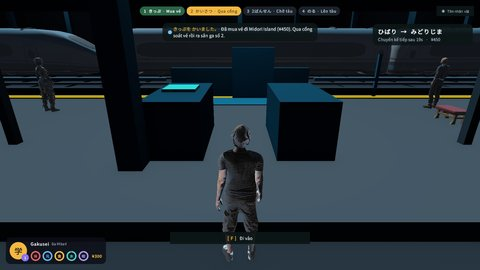 1 きっぷ · Mua vé
2 かいさつ · Qua cổng
3 2ばんせん · Chờ tàu
4 のる · Lên tàu
きっぷを かいました。 · Đã mua vé đi Midori Island (¥450). Qua cổng
soát vé rồi ra sân ga số 2.
ひばり → みどりじま
Chuyến kế tiếp sau 19s · ¥450
[ F ] Đi vào
学
Gakusei
¥300